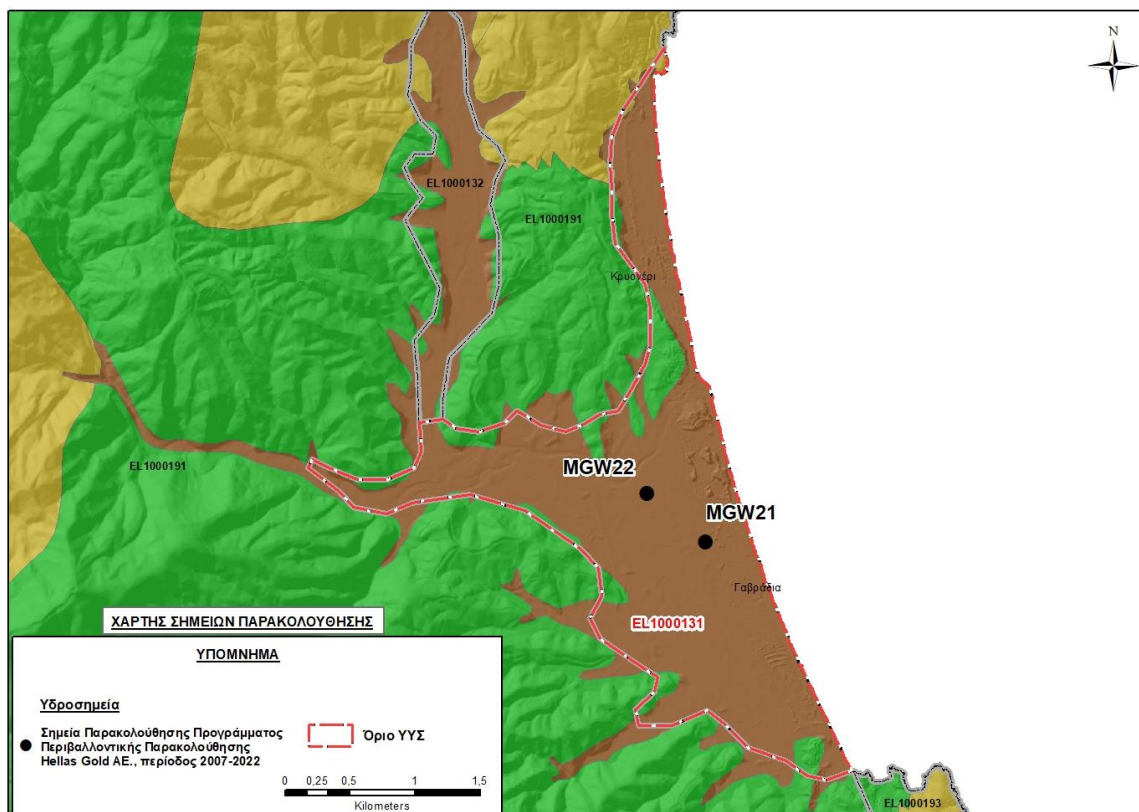 N
EL1000132
EL1000191
Κρυονέρι
EL1000191
MGW22
MGW21
Γαβράδια
EL1000131
ΧΑΡΤΗΣ ΣΗΜΕΙΩΝ ΠΑΡΑΚΟΛΟΥΘΗΣΗΣ
ΥΠΟΜΝΗΜΑ
Υδροσημεία
Σημεία Παρακολούθησης Προγράμματος
Περιβαλλοντικής Παρακολούθησης
Hellas Gold AE., περίοδος 2007-2022
Όριο ΥΥΣ
0 0,25 0,5 1 1,5
Kilometers
EL1000193